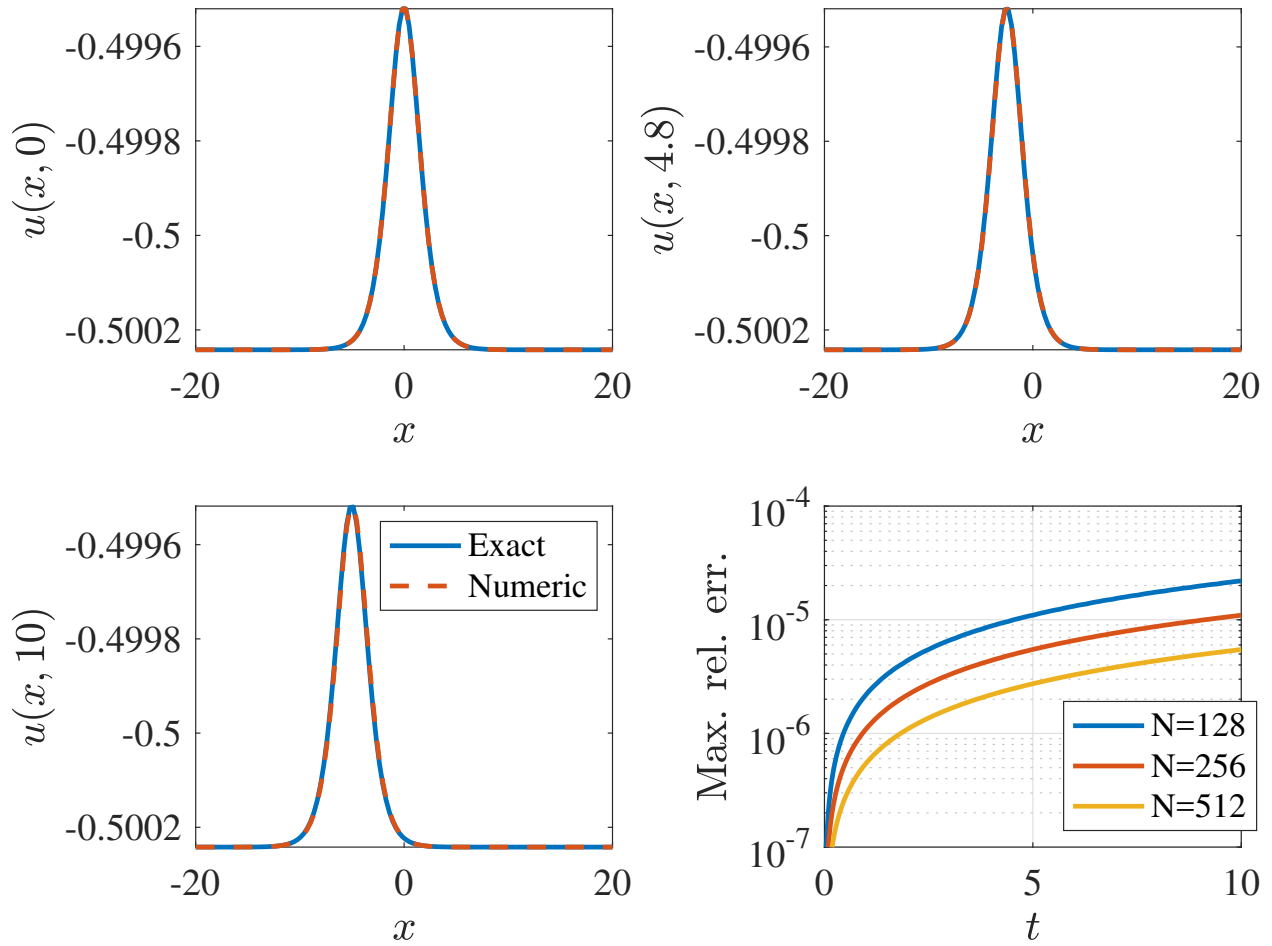 u(x, 0)
-0.4996
-0.4998
-0.5
-0.5002
-20
0
20
x
u(x, 4.8)
-0.4996
-0.4998
-0.5
-0.5002
-20
0
20
x
u(x, 10)
-0.4996
-0.4998
-0.5
-0.5002
Exact
Numeric
-20
0
20
x
Max. rel. err.
10^-4
10^-5
10^-6
10^-7
N=128
N=256
N=512
0
5
10
t